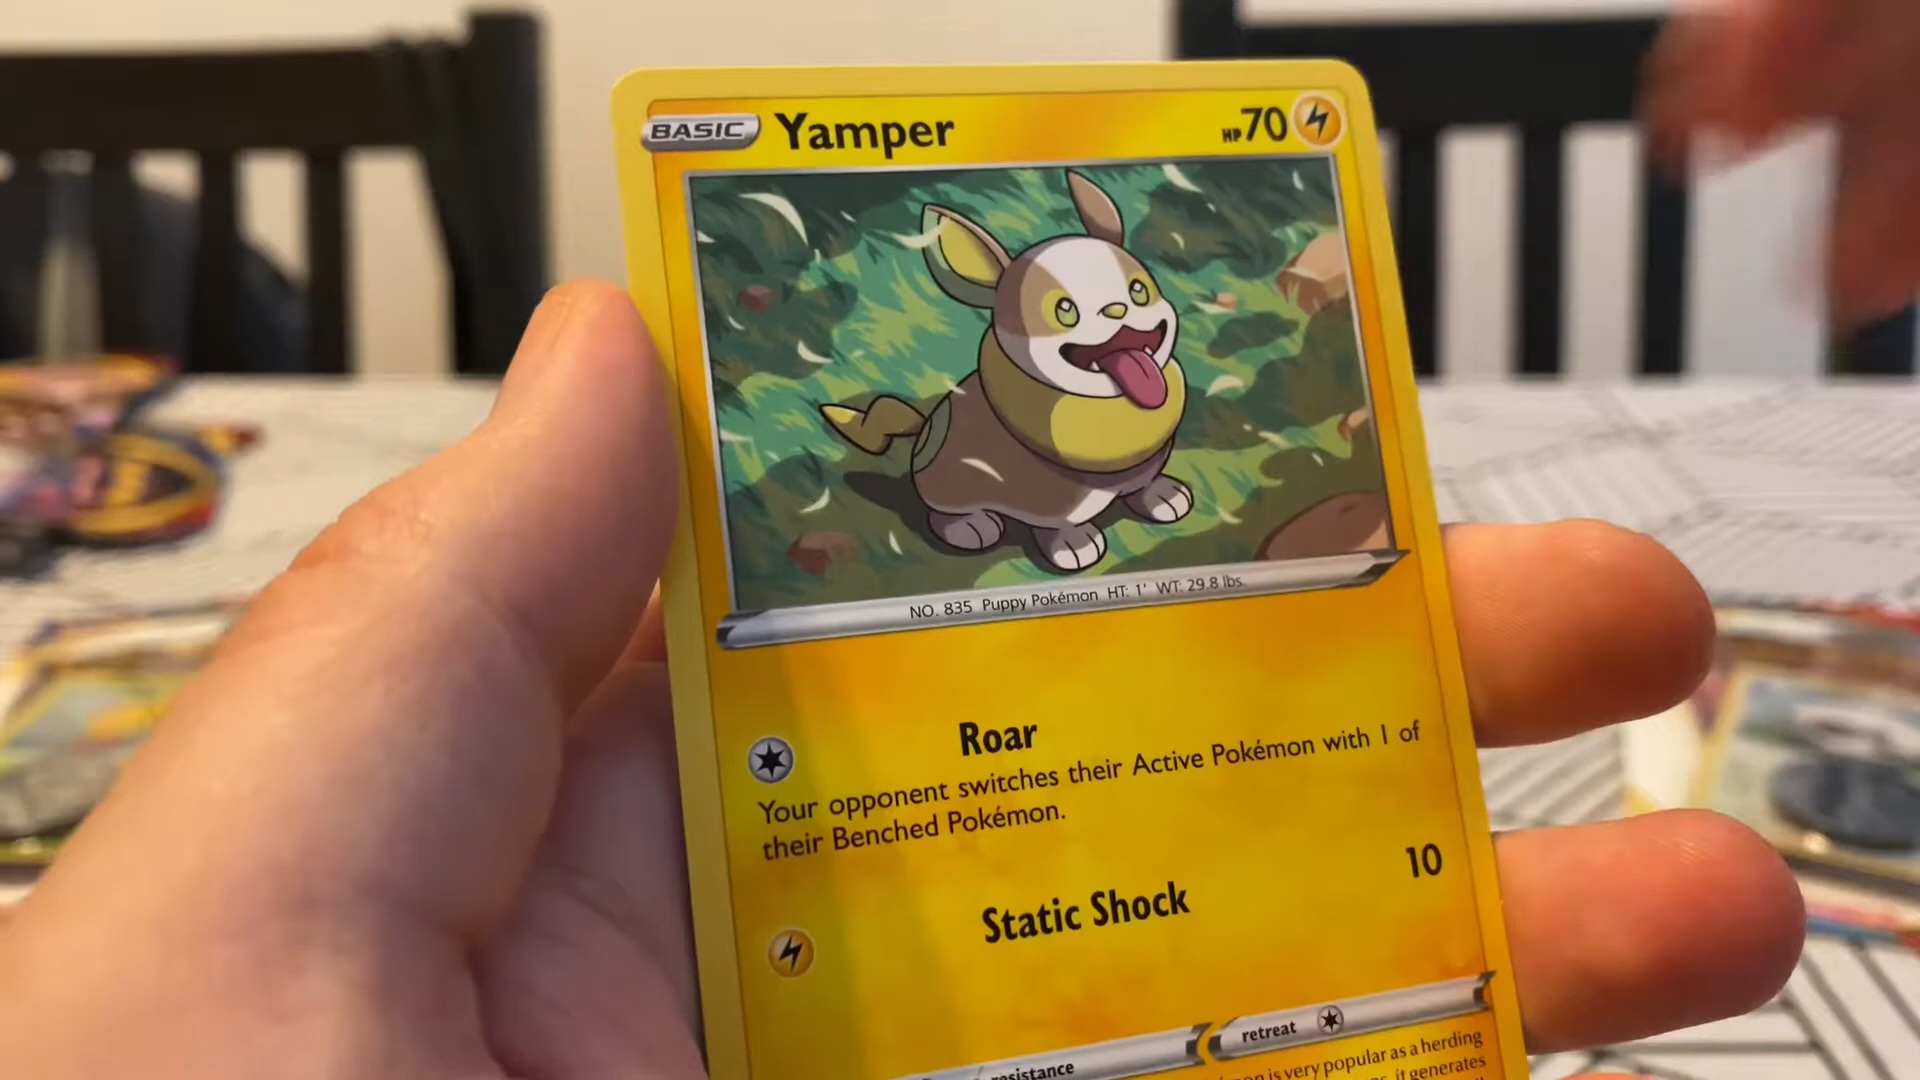 BASIC Yamper HP70
NO. 835 Puppy Pokémon HT: 1' WT: 29.8 lbs.
Roar
Your opponent switches their Active Pokémon with 1 of
their Benched Pokémon.
Static Shock 10
retreat
is very popular as a herding
it generates